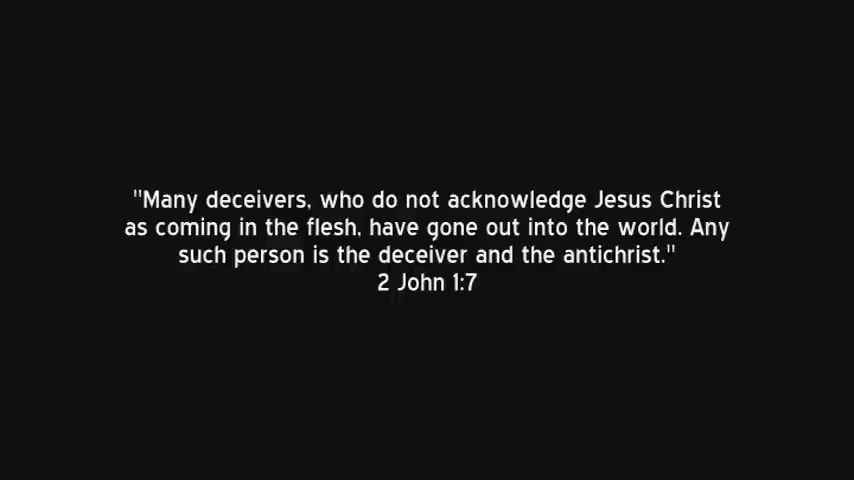 "Many deceivers, who do not acknowledge Jesus Christ
as coming in the flesh, have gone out into the world. Any
such person is the deceiver and the antichrist."
2 John 1:7